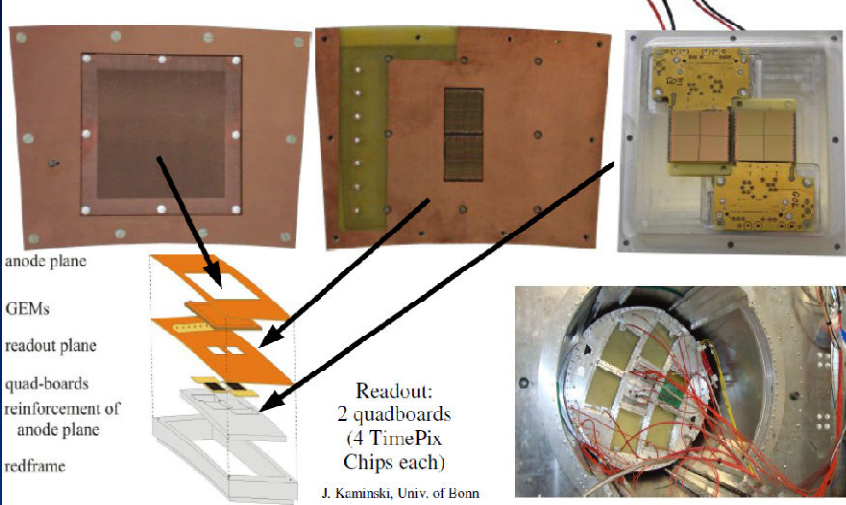 anode plane
GEMs
readout plane
quad-boards
reinforcement of
anode plane
redframe
Readout:
2 quadboards
(4 TimePix
Chips each)
J. Kaminski, Univ. of Bonn